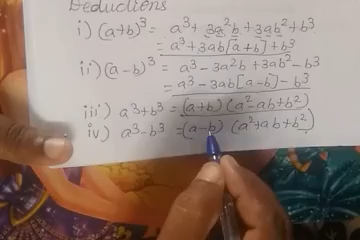 Deductions
i) (a+b)³ = a³ + 3a²b + 3ab² + b³
= a³ + 3ab[a+b] + b³
ii) (a-b)³ = a³ - 3a²b + 3ab² - b³
= a³ - 3ab[a-b] - b³
iii) a³+b³ = (a+b) (a²-ab+b²)
iv) a³-b³ = (a-b) (a²+ab+b²)